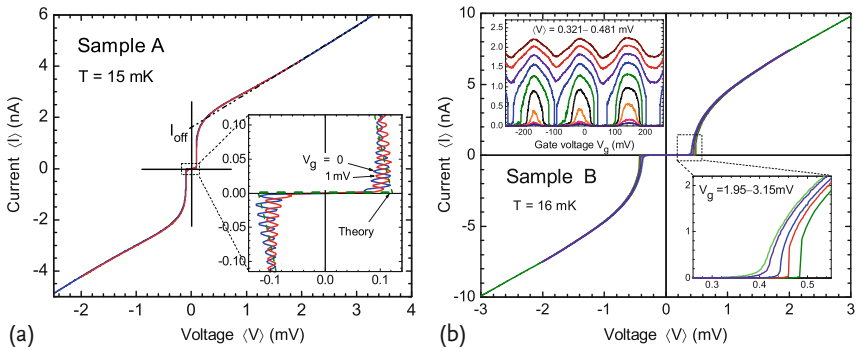 6
4
2
0
-2
-4
Current ⟨I⟩ (nA)
Sample A
T = 15 mK
I_off
0.10
0.05
0.00
-0.05
-0.10
V_g = 0
1 mV
Theory
-0.1
0.0
0.1
-2
-1
0
1
2
3
4
(a)
Voltage ⟨V⟩ (mV)
10
5
0
-5
-10
Current ⟨I⟩ (nA)
2.5
2.0
1.5
1.0
0.5
0.0
⟨V⟩ = 0.321–0.481 mV
-200
-100
0
100
200
Gate voltage V_g (mV)
Sample B
T = 16 mK
2
1
0
V_g =1.95–3.15mV
0.3
0.4
0.5
-3
-2
-1
0
1
2
3
(b)
Voltage ⟨V⟩ (mV)